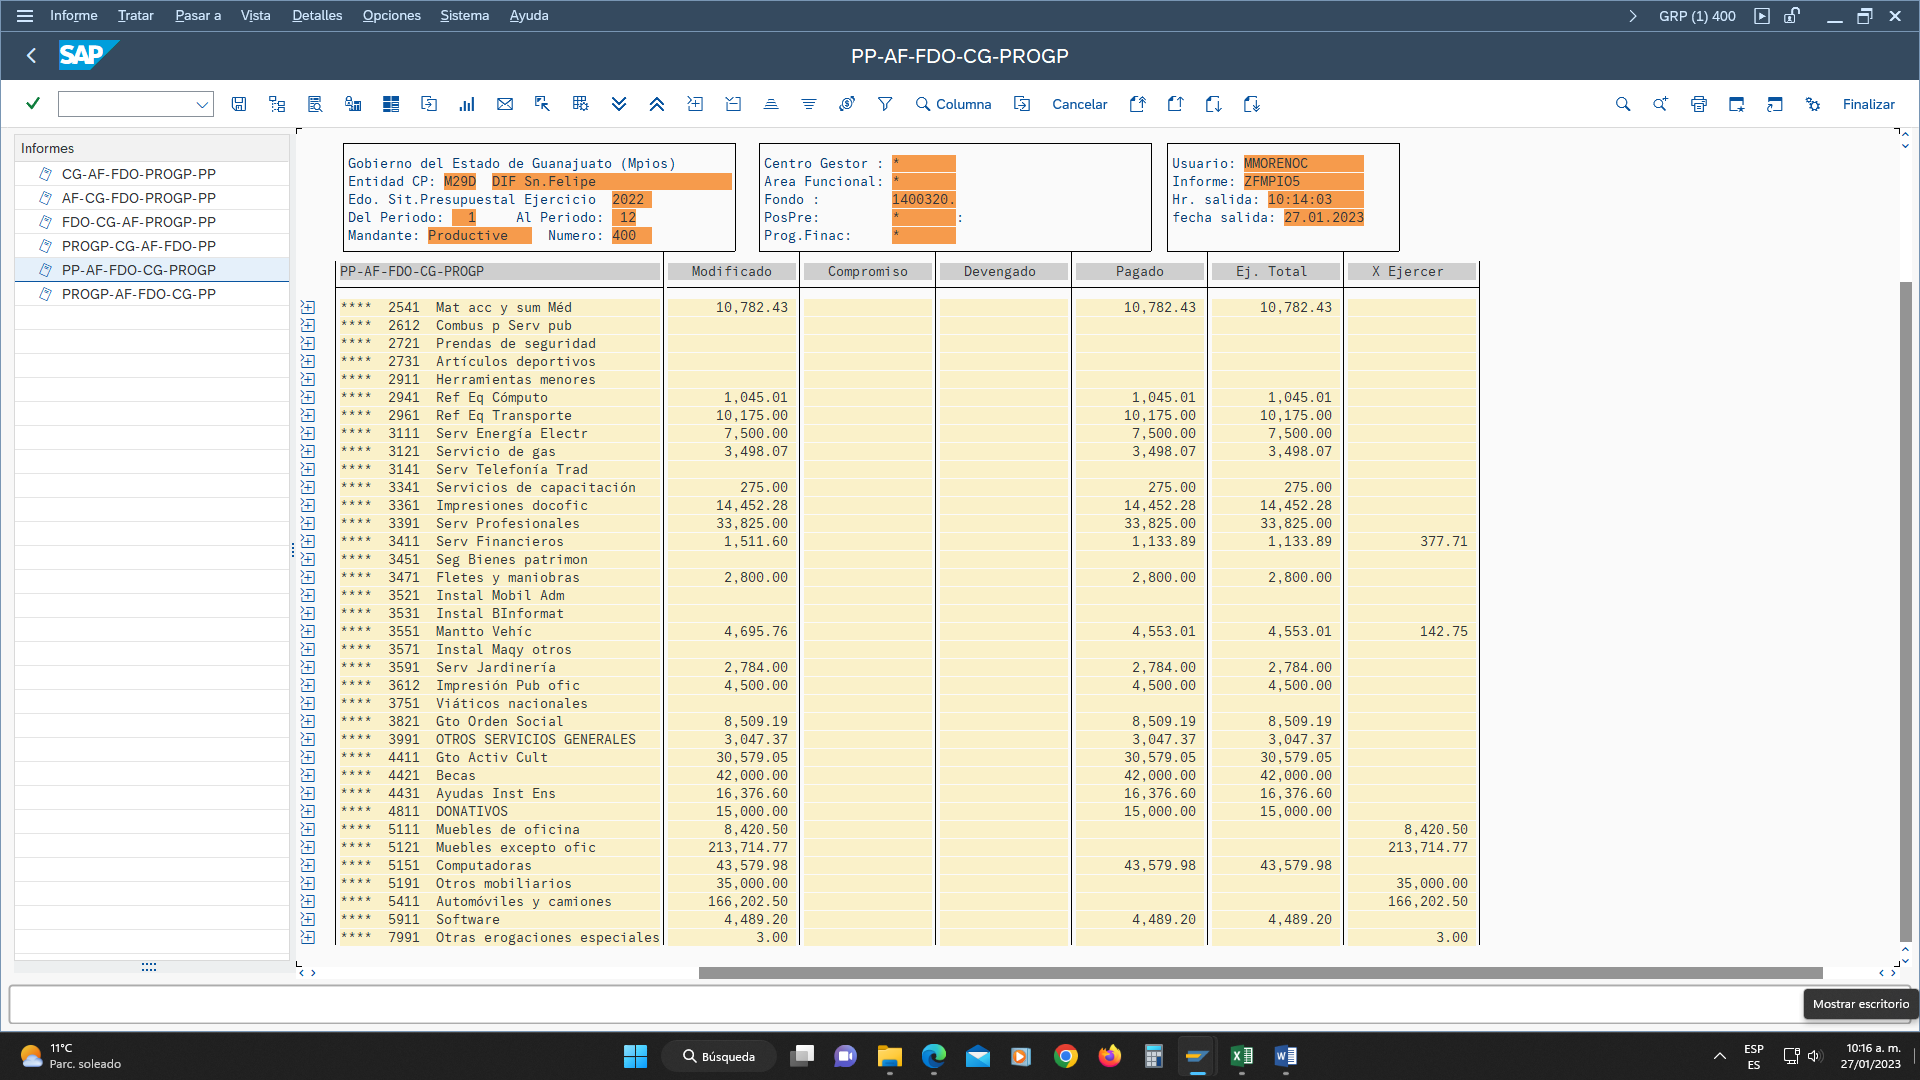 Informe Tratar Pasar a Vista Detalles Opciones Sistema Ayuda GRP (1) 400
SAP PP-AF-FDO-CG-PROGP
Columna Cancelar Finalizar
Informes
CG-AF-FDO-PROGP-PP
AF-CG-FDO-PROGP-PP
FDO-CG-AF-PROGP-PP
PROGP-CG-AF-FDO-PP
PP-AF-FDO-CG-PROGP
PROGP-AF-FDO-CG-PP
Gobierno del Estado de Guanajuato (Mpios)
Entidad CP: M29D DIF Sn.Felipe
Edo. Sit.Presupuestal Ejercicio 2022
Del Periodo: 1 Al Periodo: 12
Mandante: Productive Numero: 400
Centro Gestor : *
Area Funcional: *
Fondo : 1400320.
PosPre: * :
Prog.Finac: *
Usuario: MMORENOC
Informe: ZFMPIO5
Hr. salida: 10:14:03
fecha salida: 27.01.2023
PP-AF-FDO-CG-PROGP Modificado Compromiso Devengado Pagado Ej. Total X Ejercer
**** 2541 Mat acc y sum Méd 10,782.43 10,782.43 10,782.43
**** 2612 Combus p Serv pub
**** 2721 Prendas de seguridad
**** 2731 Artículos deportivos
**** 2911 Herramientas menores
**** 2941 Ref Eq Cómputo 1,045.01 1,045.01 1,045.01
**** 2961 Ref Eq Transporte 10,175.00 10,175.00 10,175.00
**** 3111 Serv Energía Electr 7,500.00 7,500.00 7,500.00
**** 3121 Servicio de gas 3,498.07 3,498.07 3,498.07
**** 3141 Serv Telefonía Trad
**** 3341 Servicios de capacitación 275.00 275.00 275.00
**** 3361 Impresiones docofic 14,452.28 14,452.28 14,452.28
**** 3391 Serv Profesionales 33,825.00 33,825.00 33,825.00
**** 3411 Serv Financieros 1,511.60 1,133.89 1,133.89 377.71
**** 3451 Seg Bienes patrimon
**** 3471 Fletes y maniobras 2,800.00 2,800.00 2,800.00
**** 3521 Instal Mobil Adm
**** 3531 Instal BInformat
**** 3551 Mantto Vehíc 4,695.76 4,553.01 4,553.01 142.75
**** 3571 Instal Maqy otros
**** 3591 Serv Jardinería 2,784.00 2,784.00 2,784.00
**** 3612 Impresión Pub ofic 4,500.00 4,500.00 4,500.00
**** 3751 Viáticos nacionales
**** 3821 Gto Orden Social 8,509.19 8,509.19 8,509.19
**** 3991 OTROS SERVICIOS GENERALES 3,047.37 3,047.37 3,047.37
**** 4411 Gto Activ Cult 30,579.05 30,579.05 30,579.05
**** 4421 Becas 42,000.00 42,000.00 42,000.00
**** 4431 Ayudas Inst Ens 16,376.60 16,376.60 16,376.60
**** 4811 DONATIVOS 15,000.00 15,000.00 15,000.00
**** 5111 Muebles de oficina 8,420.50 8,420.50
**** 5121 Muebles excepto ofic 213,714.77 213,714.77
**** 5151 Computadoras 43,579.98 43,579.98 43,579.98
**** 5191 Otros mobiliarios 35,000.00 35,000.00
**** 5411 Automóviles y camiones 166,202.50 166,202.50
**** 5911 Software 4,489.20 4,489.20 4,489.20
**** 7991 Otras erogaciones especiales 3.00 3.00
Mostrar escritorio
11°C
Parc. soleado
Búsqueda
ESP
ES
10:16 a. m.
27/01/2023